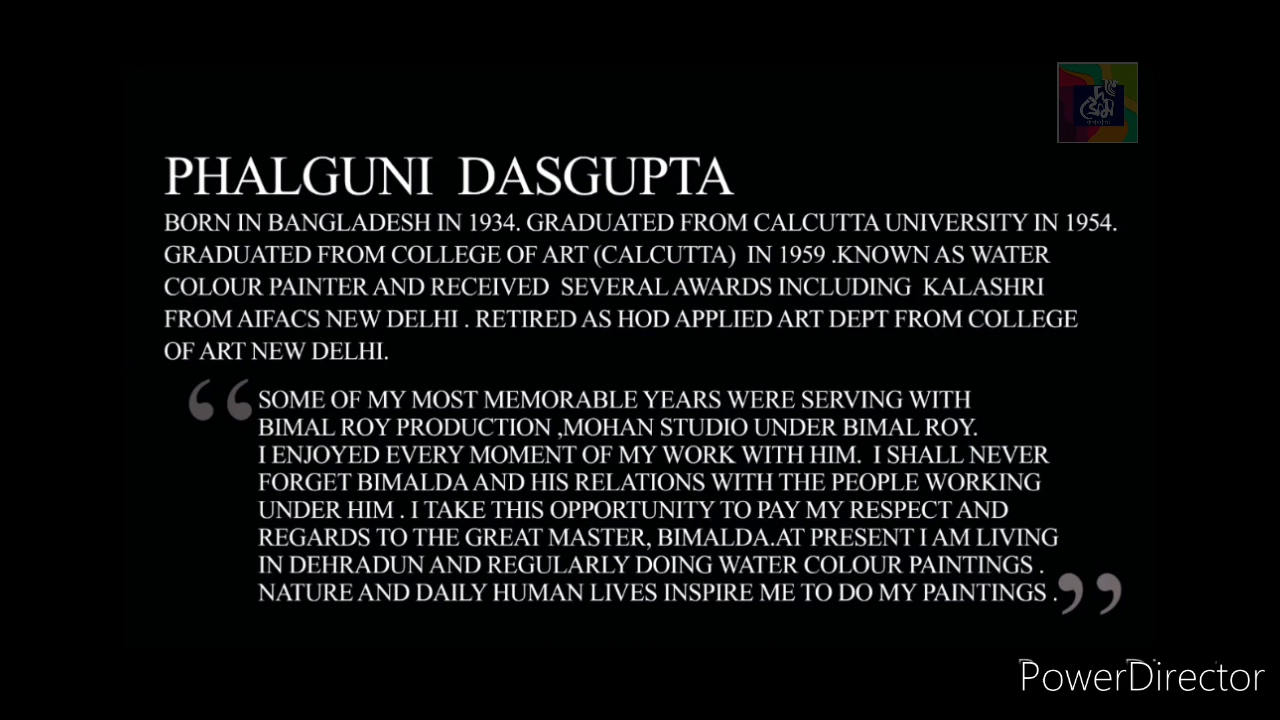 PHALGUNI DASGUPTA
BORN IN BANGLADESH IN 1934. GRADUATED FROM CALCUTTA UNIVERSITY IN 1954.
GRADUATED FROM COLLEGE OF ART (CALCUTTA) IN 1959 .KNOWN AS WATER
COLOUR PAINTER AND RECEIVED SEVERAL AWARDS INCLUDING KALASHRI
FROM AIFACS NEW DELHI . RETIRED AS HOD APPLIED ART DEPT FROM COLLEGE
OF ART NEW DELHI.
“ SOME OF MY MOST MEMORABLE YEARS WERE SERVING WITH
BIMAL ROY PRODUCTION ,MOHAN STUDIO UNDER BIMAL ROY.
I ENJOYED EVERY MOMENT OF MY WORK WITH HIM. I SHALL NEVER
FORGET BIMALDA AND HIS RELATIONS WITH THE PEOPLE WORKING
UNDER HIM . I TAKE THIS OPPORTUNITY TO PAY MY RESPECT AND
REGARDS TO THE GREAT MASTER, BIMALDA.AT PRESENT I AM LIVING
IN DEHRADUN AND REGULARLY DOING WATER COLOUR PAINTINGS .
NATURE AND DAILY HUMAN LIVES INSPIRE ME TO DO MY PAINTINGS . ”
PowerDirector